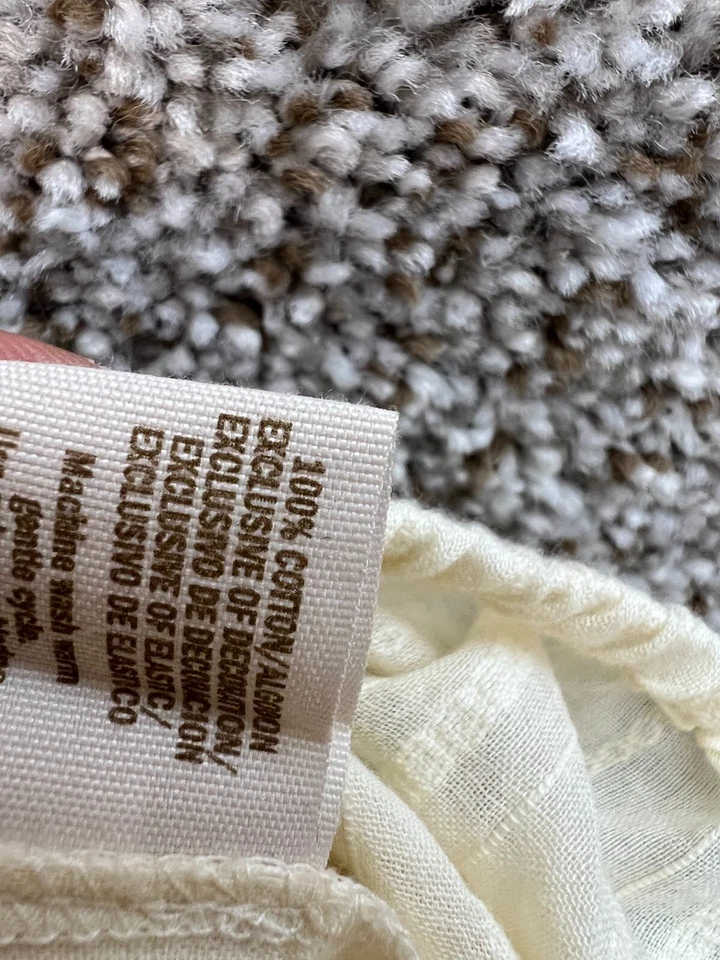 100% COTTON/ALGODON
EXCLUSIVE OF DECORATION/
EXCLUSIVO DE DECORACION
EXCLUSIVE OF ELASTIC/
EXCLUSIVO DE ELASTICO
Machine wash warm
gentle cycle.